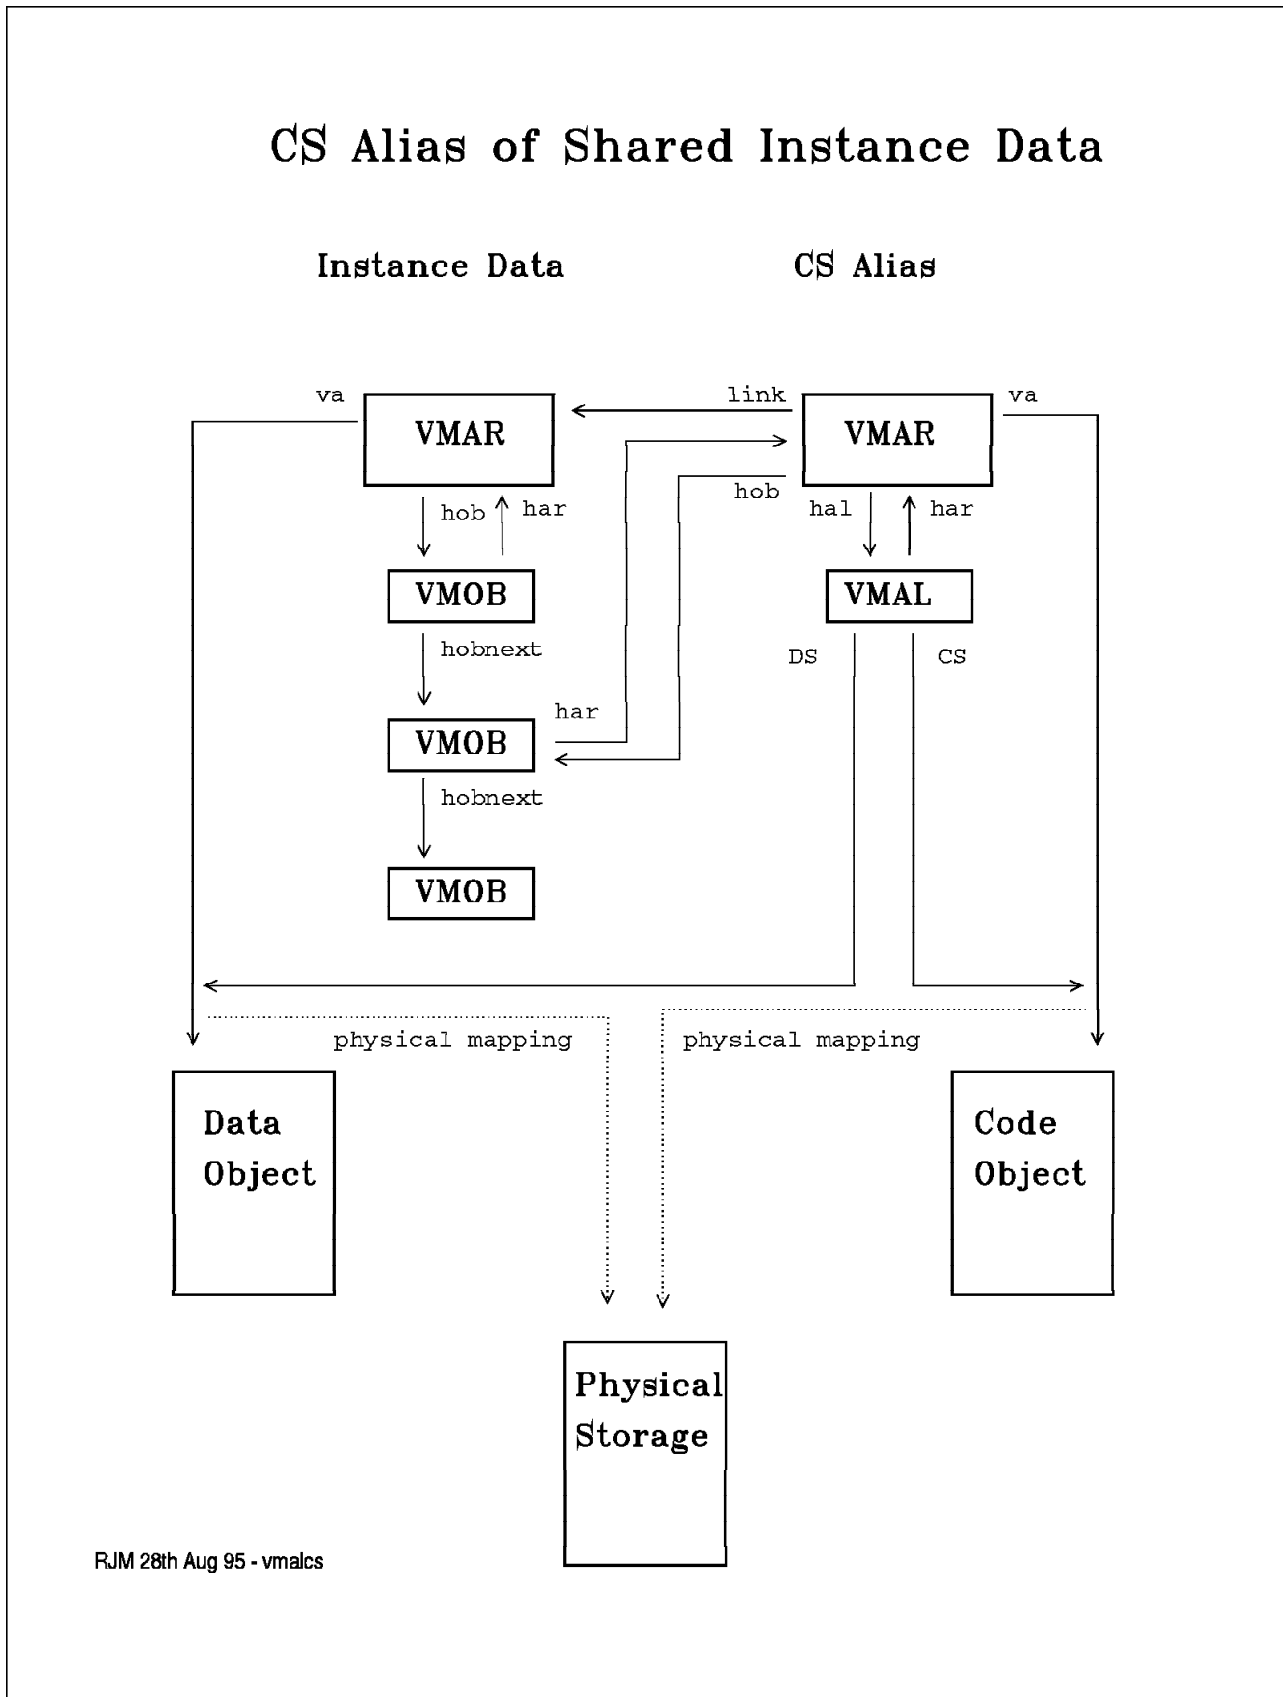 CS Alias of Shared Instance Data
Instance Data
CS Alias
va
link
va
VMAR
VMAR
hob
har
hob
hal
har
VMOB
VMAL
hobnext
DS
CS
har
VMOB
hobnext
VMOB
physical mapping
physical mapping
Data
Object
Code
Object
Physical
Storage
RJM 28th Aug 95 - vmalcs